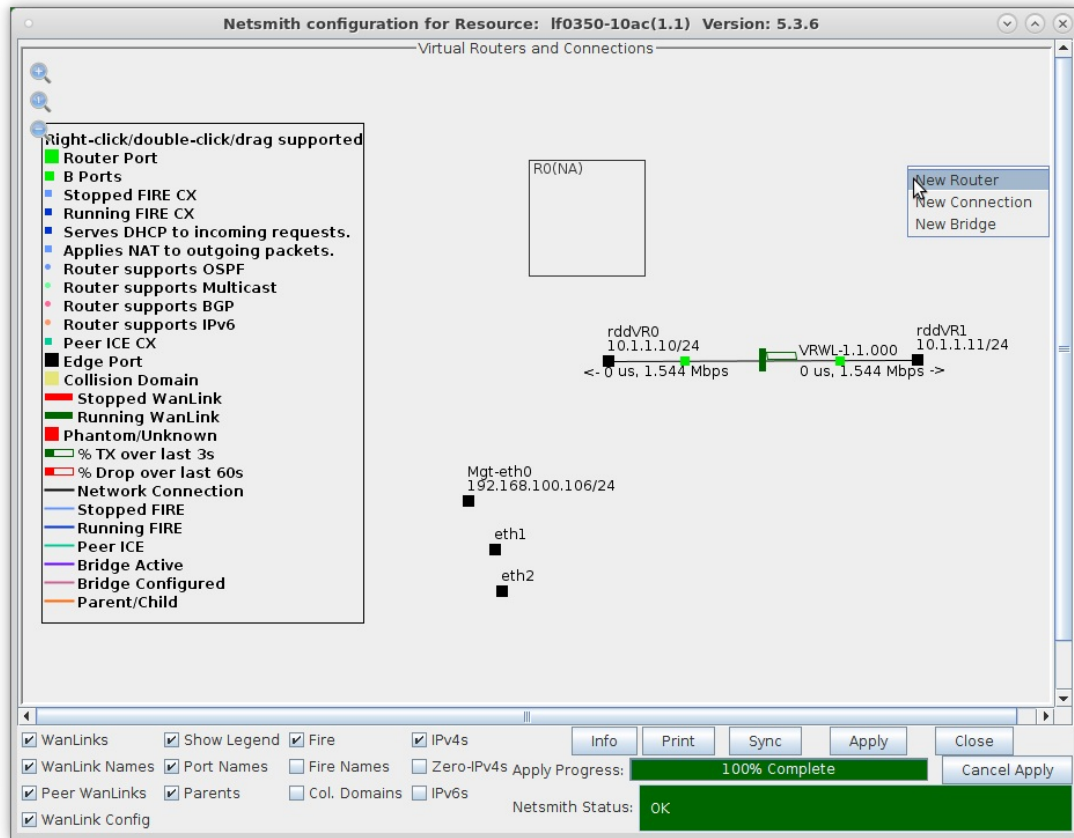 Netsmith configuration for Resource: lf0350-10ac(1.1) Version: 5.3.6
Virtual Routers and Connections
Right-click/double-click/drag supported
Router Port
B Ports
Stopped FIRE CX
Running FIRE CX
Serves DHCP to incoming requests.
Applies NAT to outgoing packets.
Router supports OSPF
Router supports Multicast
Router supports BGP
Router supports IPv6
Peer ICE CX
Edge Port
Collision Domain
Stopped WanLink
Running WanLink
Phantom/Unknown
% TX over last 3s
% Drop over last 60s
Network Connection
Stopped FIRE
Running FIRE
Peer ICE
Bridge Active
Bridge Configured
Parent/Child
R0(NA)
New Router
New Connection
New Bridge
rddVR0
10.1.1.10/24
<- 0 us, 1.544 Mbps
VRWL-1.1.000
0 us, 1.544 Mbps ->
rddVR1
10.1.1.11/24
Mgt-eth0
192.168.100.106/24
eth1
eth2
WanLinks Show Legend Fire IPv4s Info Print Sync Apply Close
WanLink Names Port Names Fire Names Zero-IPv4s Apply Progress: 100% Complete Cancel Apply
Peer WanLinks Parents Col. Domains IPv6s Netsmith Status: OK
WanLink Config